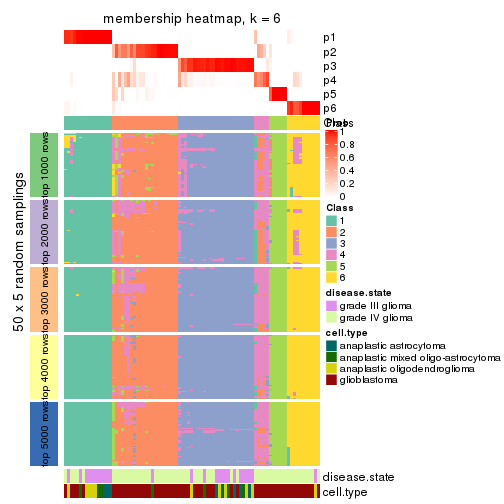 membership heatmap, k = 6
p1
p2
p3
p4
p5
p6
Class
Prob
1
0.8
0.6
0.4
0.2
0
Class
1
2
3
4
5
6
disease.state
grade III glioma
grade IV glioma
cell.type
anaplastic astrocytoma
anaplastic mixed oligo-astrocytoma
anaplastic oligodendroglioma
glioblastoma
50 x 5 random samplings
top 1000 rows
top 2000 rows
top 3000 rows
top 4000 rows
top 5000 rows
disease.state
cell.type